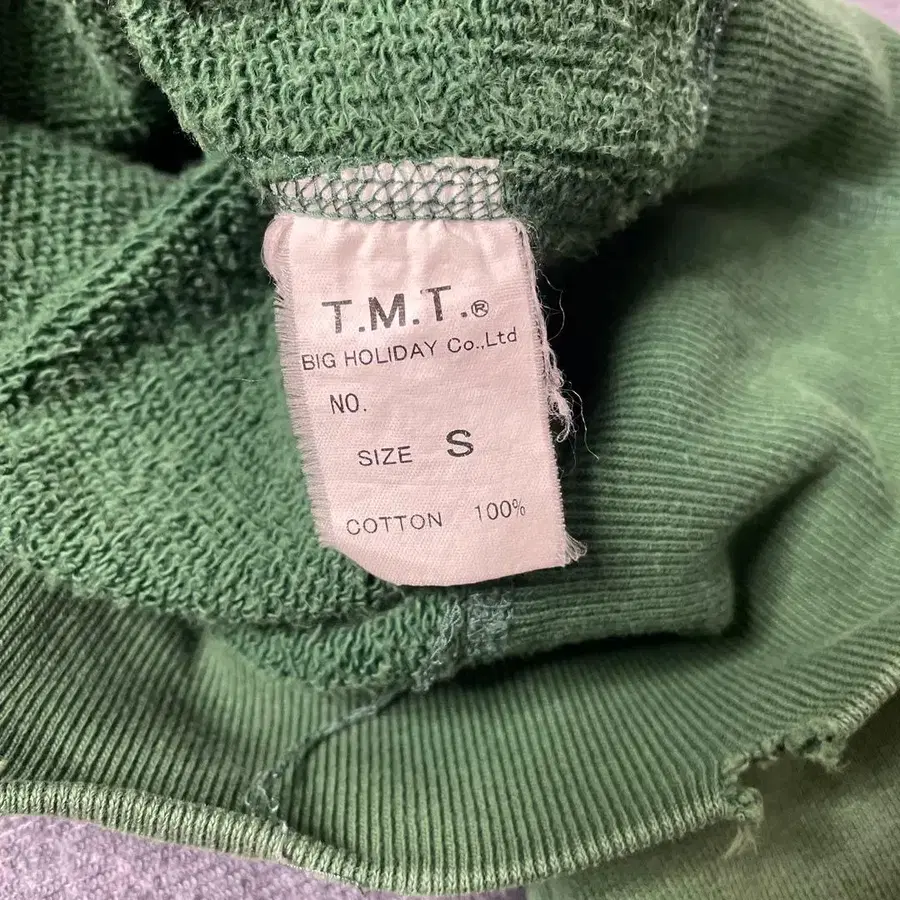 T.M.T.®
BIG HOLIDAY Co.,Ltd
NO.
SIZE S
COTTON 100%